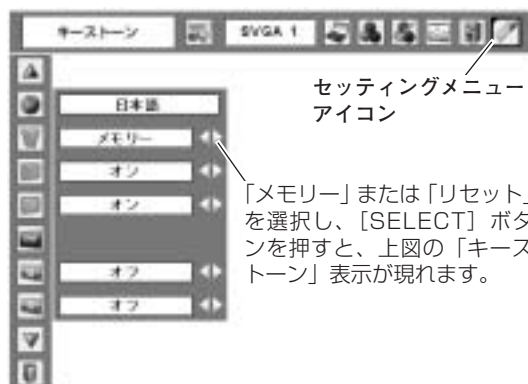 キーストーン
SVGA 1
セッティングメニュー
アイコン
日本語
メモリー
オン
オン
オフ
オフ
「メモリー」または「リセット」
を選択し、[SELECT] ボタ
ンを押すと、上図の「キース
トーン」表示が現れます。